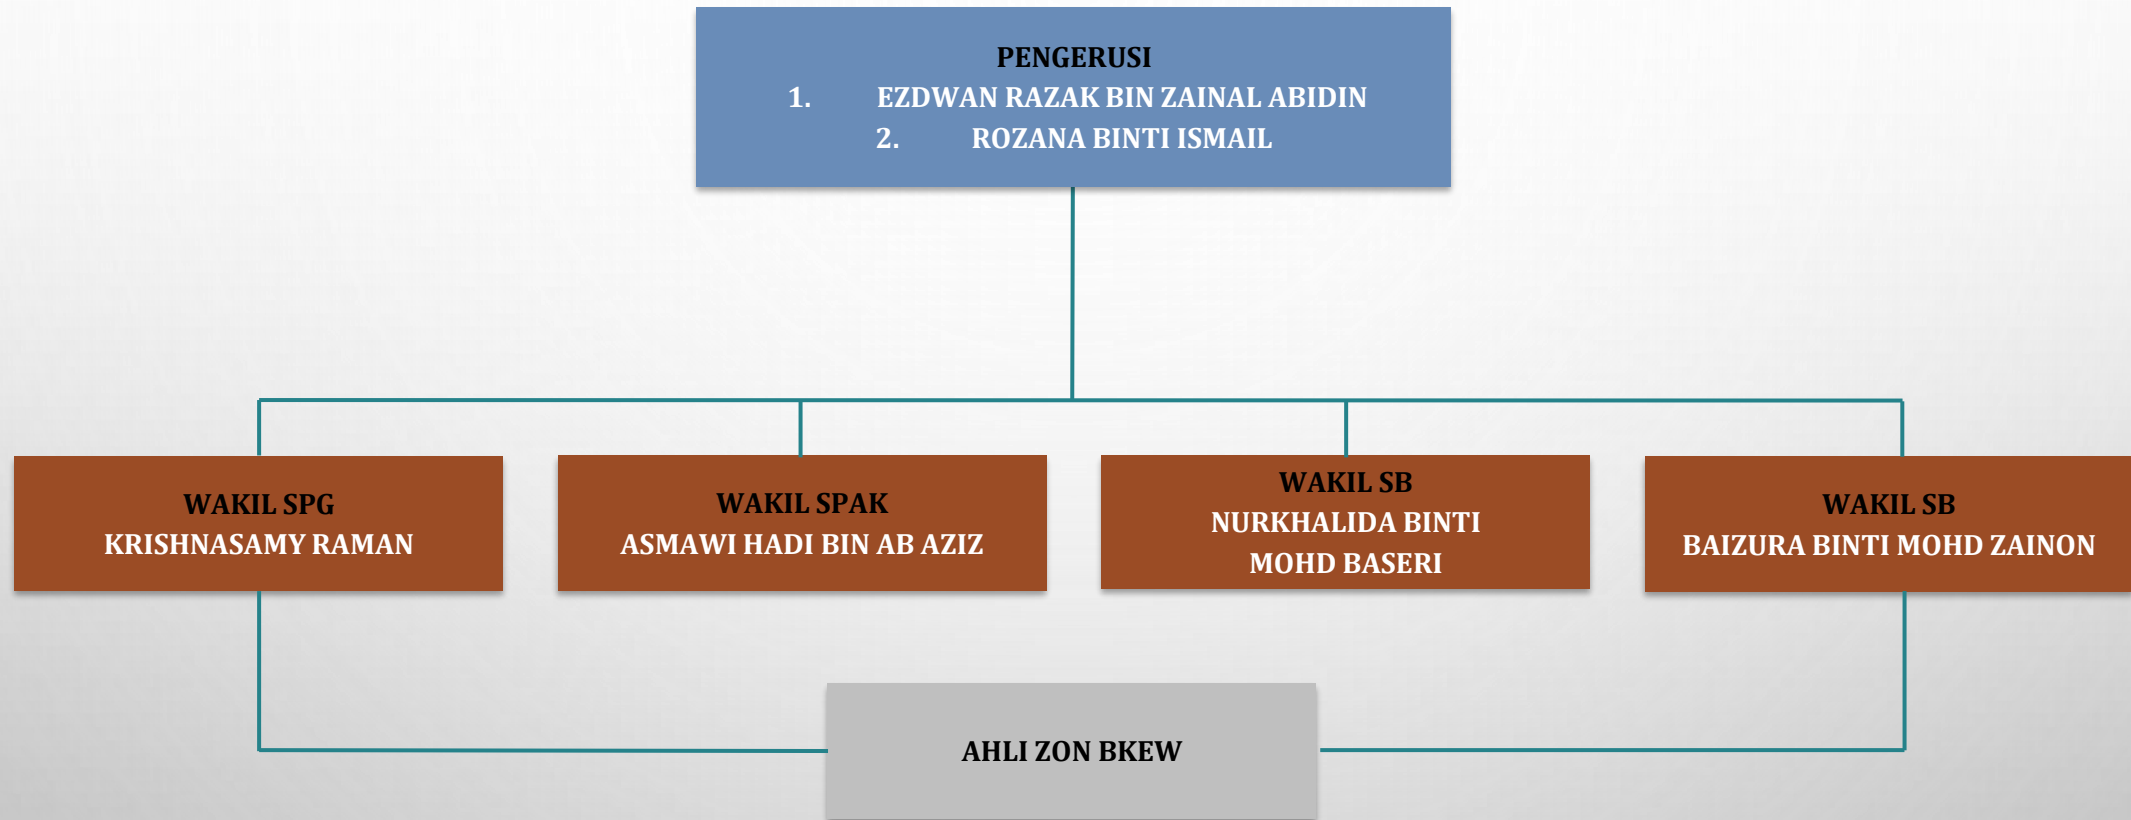 PENGERUSI
1. EZDWAN RAZAK BIN ZAINAL ABIDIN
2. ROZANA BINTI ISMAIL
WAKIL SPG
KRISHNASAMY RAMAN
WAKIL SPAK
ASMAWI HADI BIN AB AZIZ
WAKIL SB
NURKHALIDA BINTI
MOHD BASERI
WAKIL SB
BAIZURA BINTI MOHD ZAINON
AHLI ZON BKEW